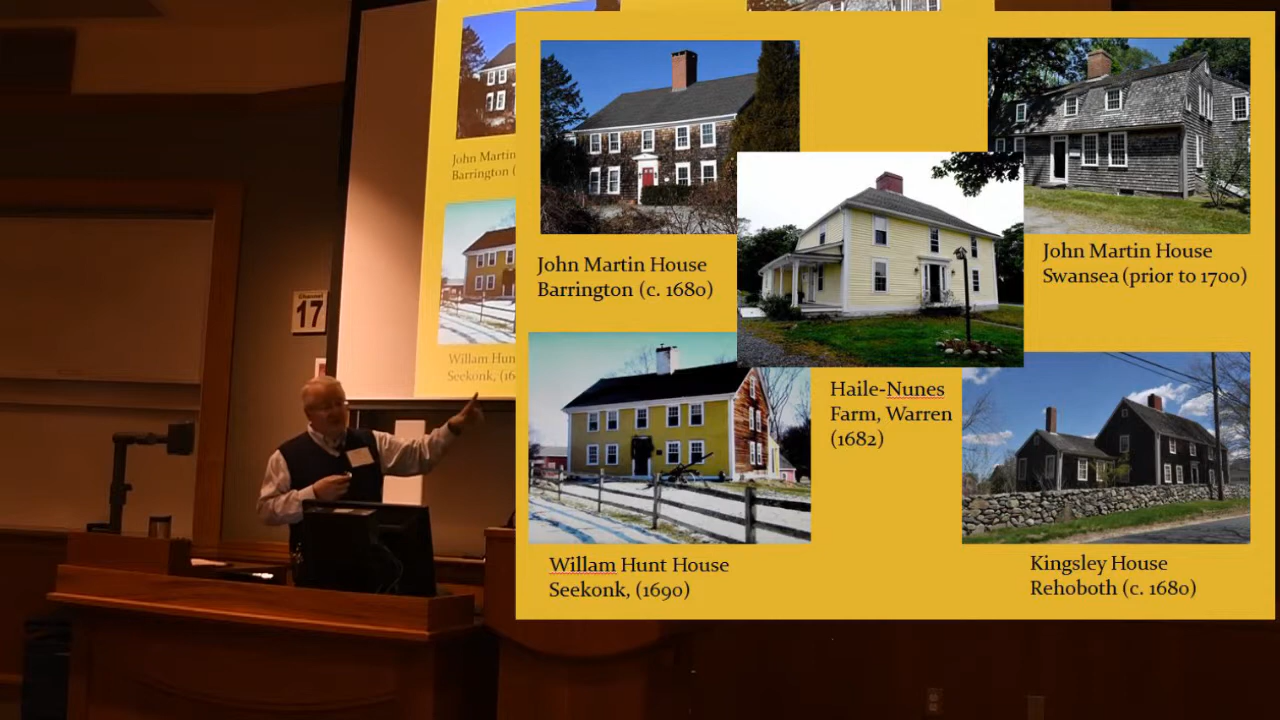 John Martin
Barrington (
Willam Hun
Seekonk, (16
Channel
17
John Martin House
Barrington (c. 1680)
John Martin House
Swansea (prior to 1700)
Haile-Nunes
Farm, Warren
(1682)
Willam Hunt House
Seekonk, (1690)
Kingsley House
Rehoboth (c. 1680)